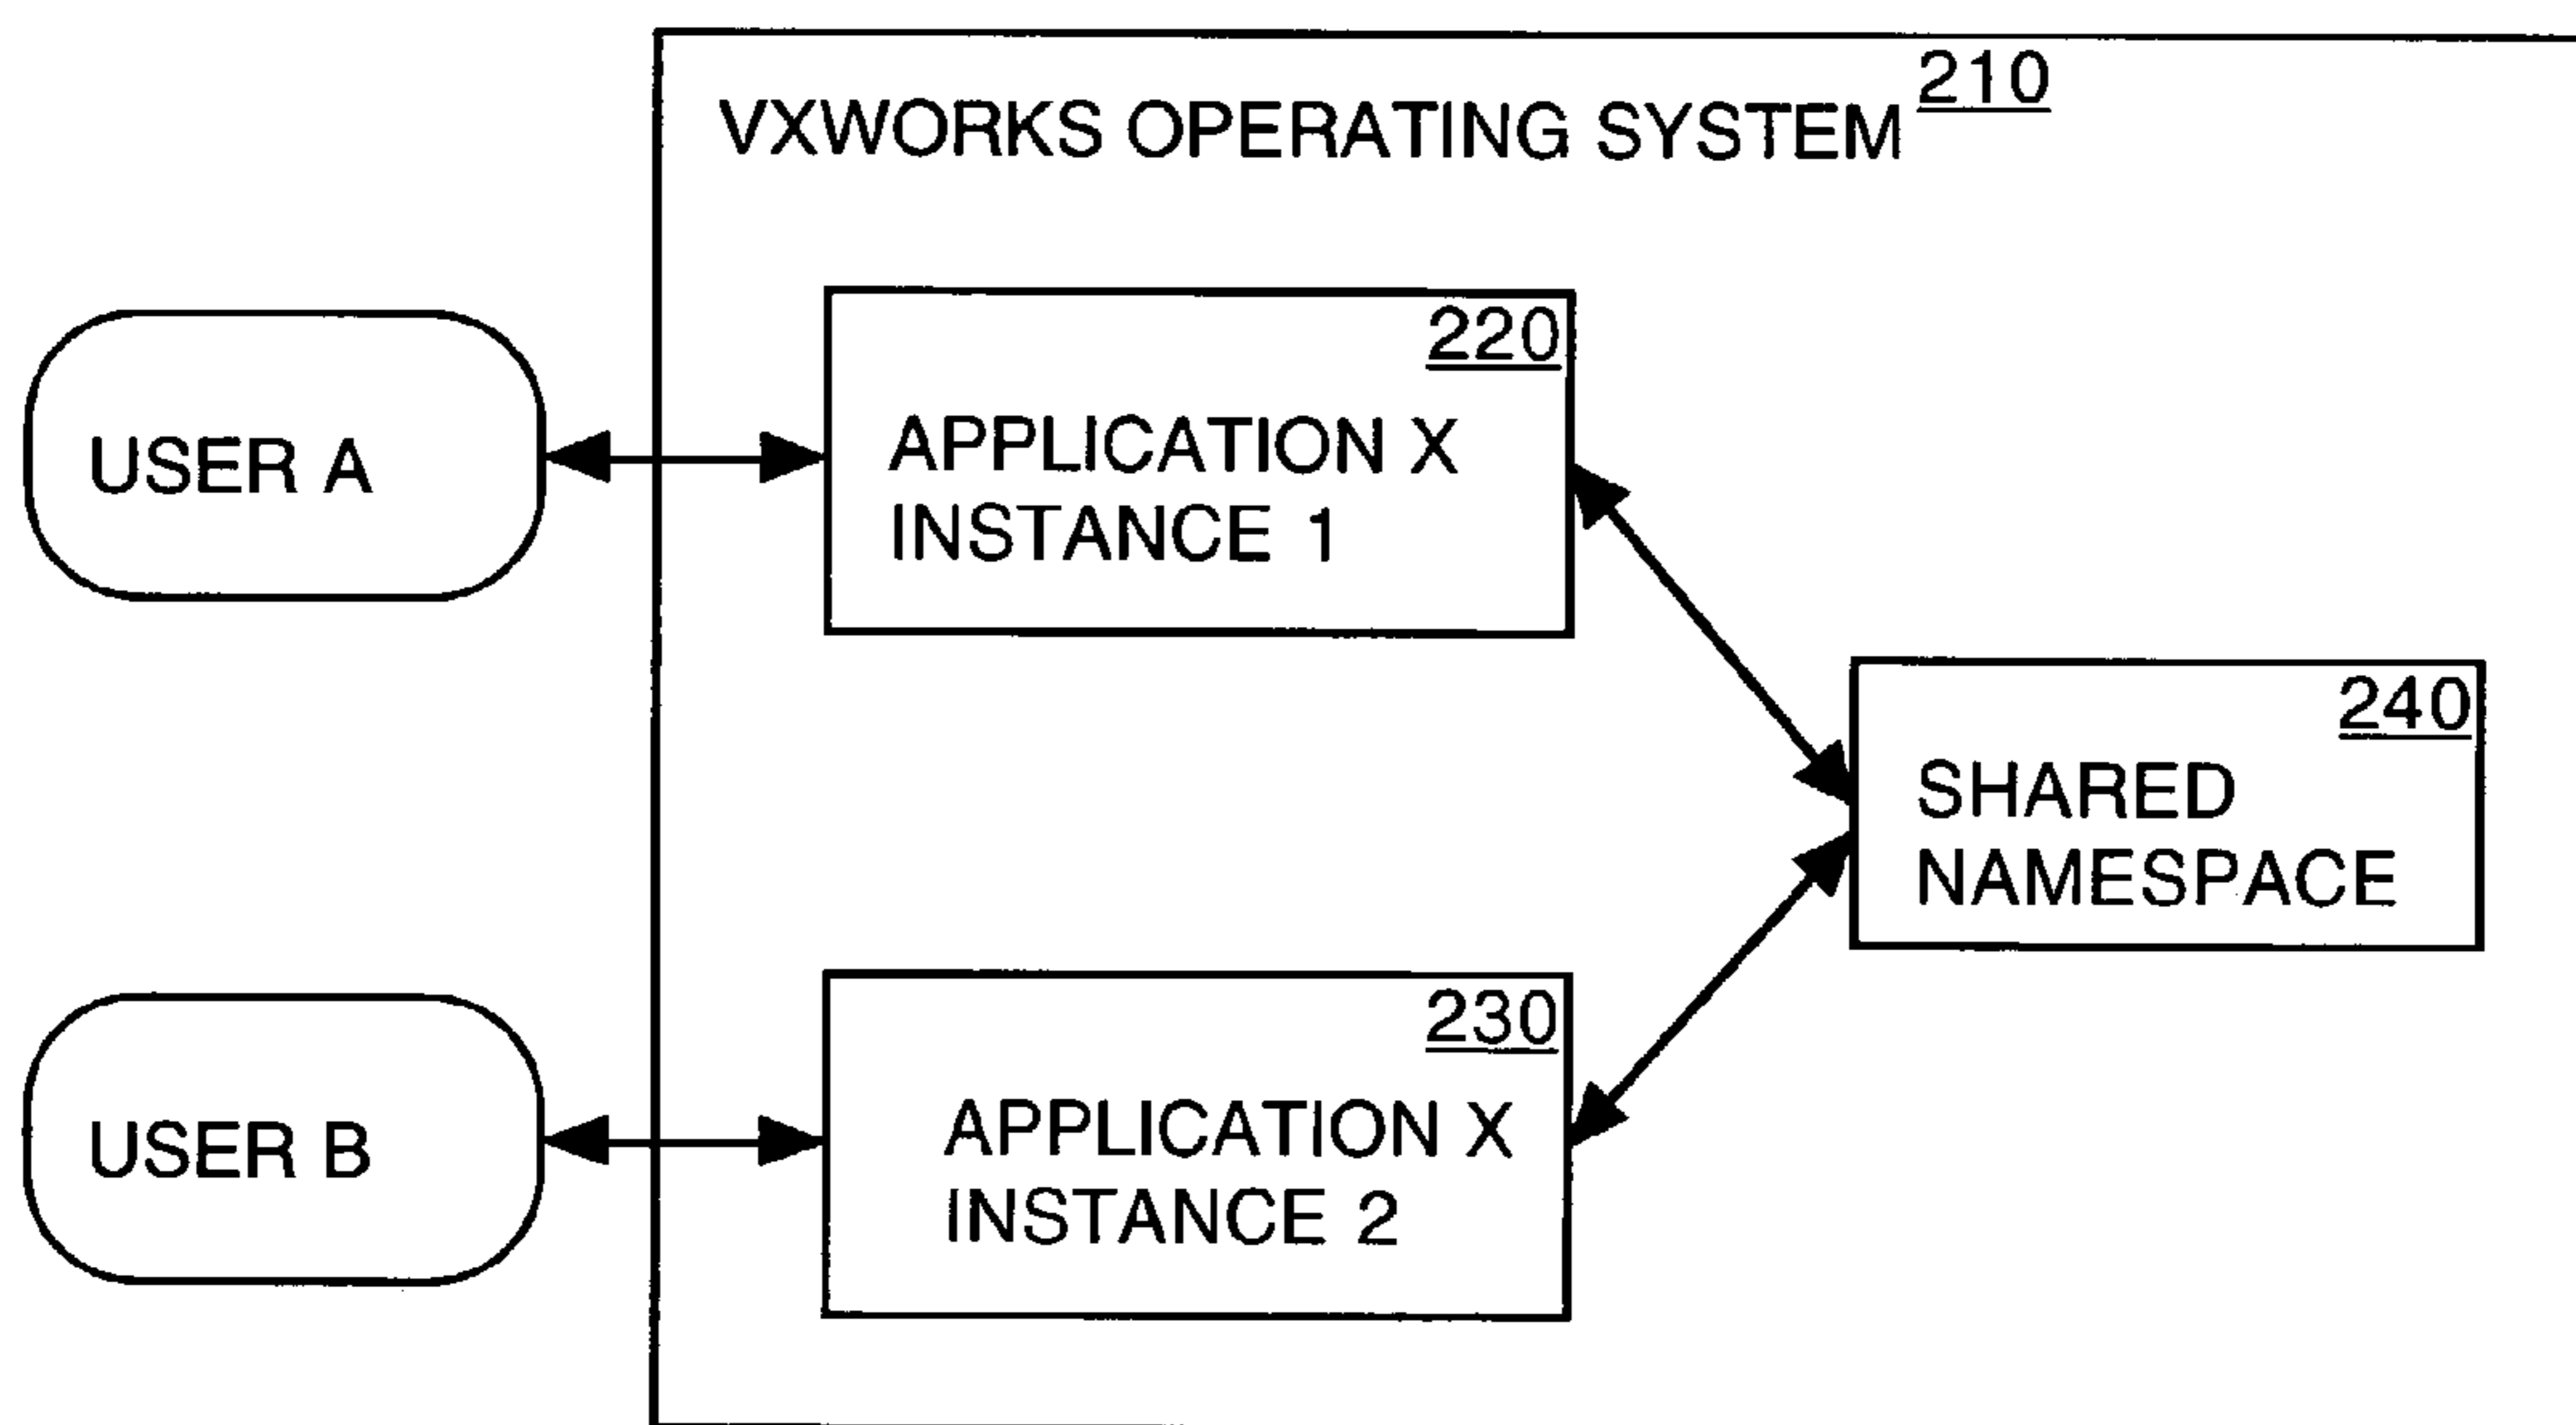 210
VXWORKS OPERATING SYSTEM
220
USER A
APPLICATION X
INSTANCE 1
240
SHARED
NAMESPACE
230
USER B
APPLICATION X
INSTANCE 2